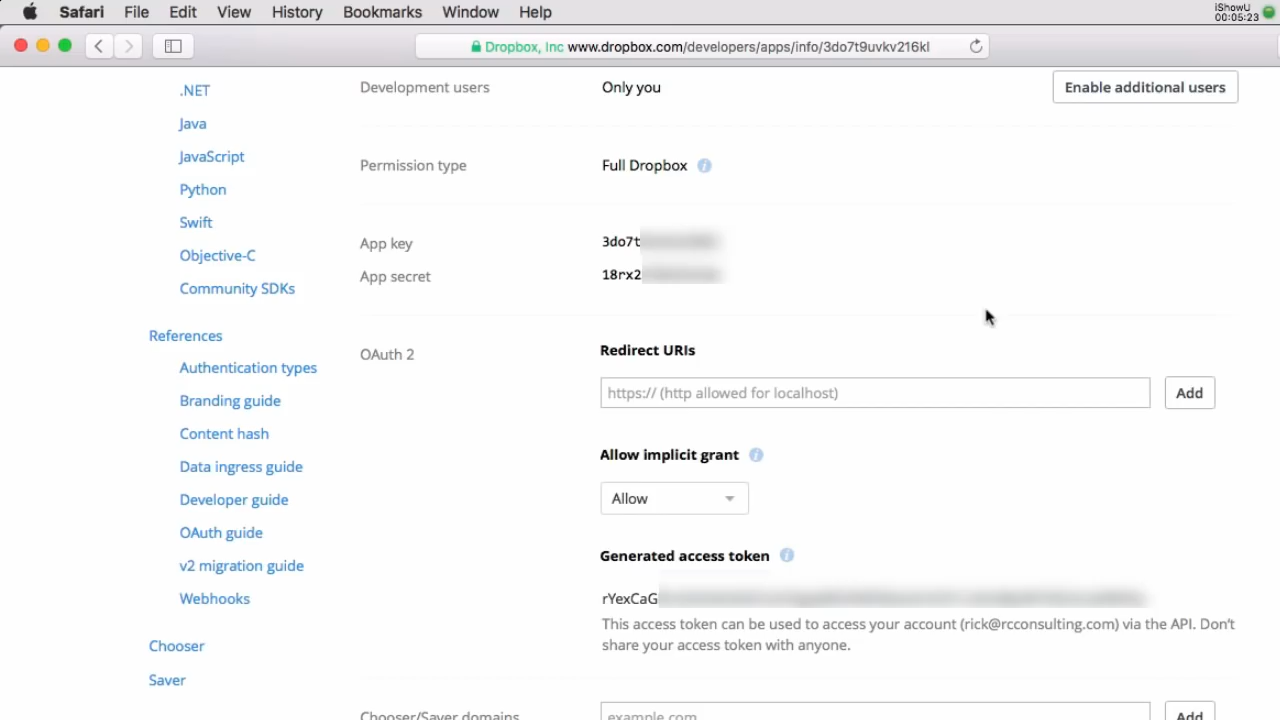 Safari File Edit View History Bookmarks Window Help
iShowU
00:05:23
Dropbox, Inc www.dropbox.com/developers/apps/info/3do7t9uvkv216kl
.NET
Java
JavaScript
Python
Swift
Objective-C
Community SDKs
References
Authentication types
Branding guide
Content hash
Data ingress guide
Developer guide
OAuth guide
v2 migration guide
Webhooks
Chooser
Saver
Development users Only you Enable additional users
Permission type Full Dropbox
App key 3do7t
App secret 18rx2
OAuth 2 Redirect URIs
https:// (http allowed for localhost) Add
Allow implicit grant
Allow
Generated access token
rYexCaG
This access token can be used to access your account (rick@rcconsulting.com) via the API. Don't
share your access token with anyone.
Chooser/Saver domains example.com Add